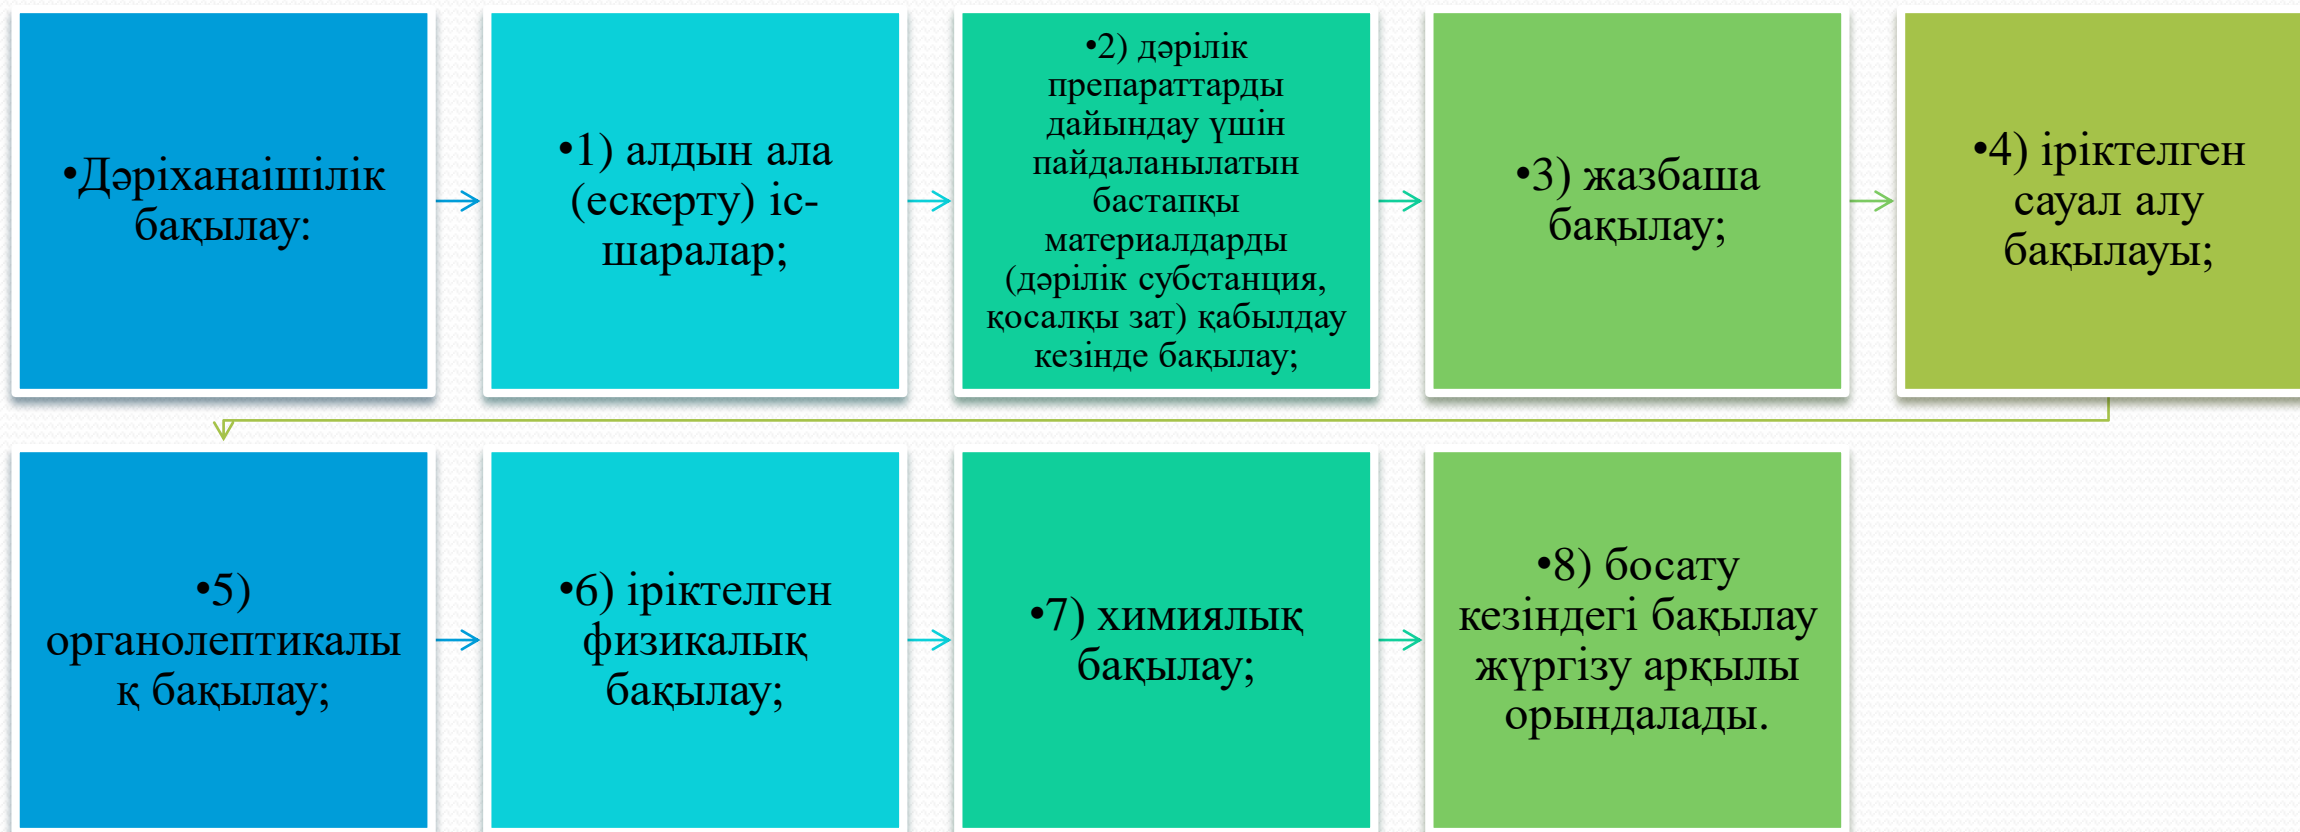 •Дәріханаішілік
бақылау:
•1) алдын ала
(ескерту) іс-
шаралар;
•2) дәрілік
препараттарды
дайындау үшін
пайдаланылатын
бастапқы
материалдарды
(дәрілік субстанция,
қосалқы зат) қабылдау
кезінде бақылау;
•3) жазбаша
бақылау;
•4) іріктелген
сауал алу
бақылауы;
•5)
органолептикалы
қ бақылау;
•6) іріктелген
физикалық
бақылау;
•7) химиялық
бақылау;
•8) босату
кезіндегі бақылау
жүргізу арқылы
орындалады.